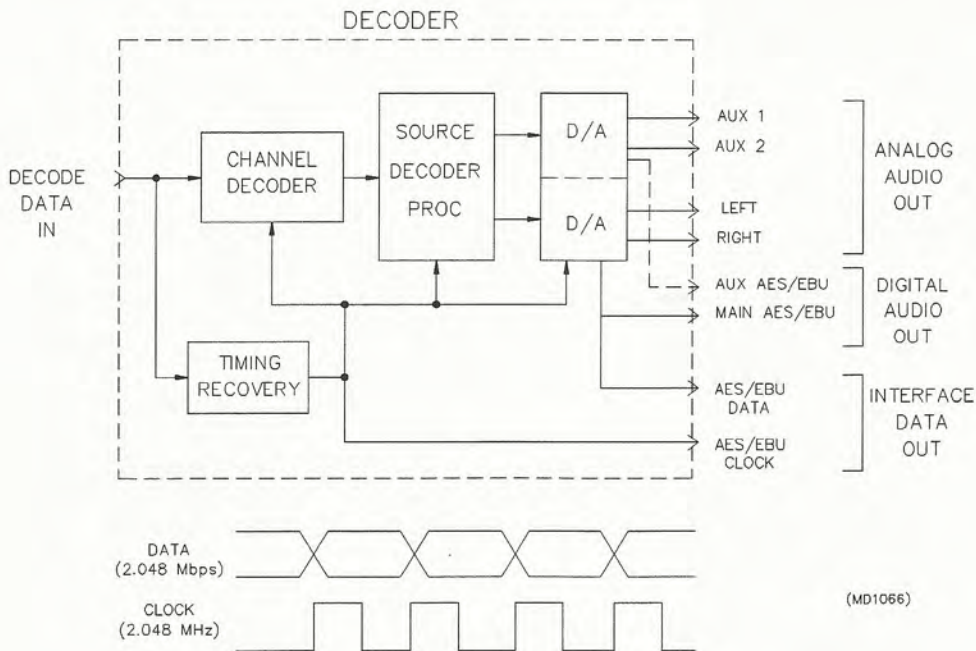 DECODER
DECODE
DATA
IN
CHANNEL
DECODER
SOURCE
DECODER
PROC
D/A
D/A
TIMING
RECOVERY
AUX 1
AUX 2
LEFT
RIGHT
AUX AES/EBU
MAIN AES/EBU
AES/EBU
DATA
AES/EBU
CLOCK
ANALOG
AUDIO
OUT
DIGITAL
AUDIO
OUT
INTERFACE
DATA
OUT
DATA
(2.048 Mbps)
CLOCK
(2.048 MHz)
(MD1066)